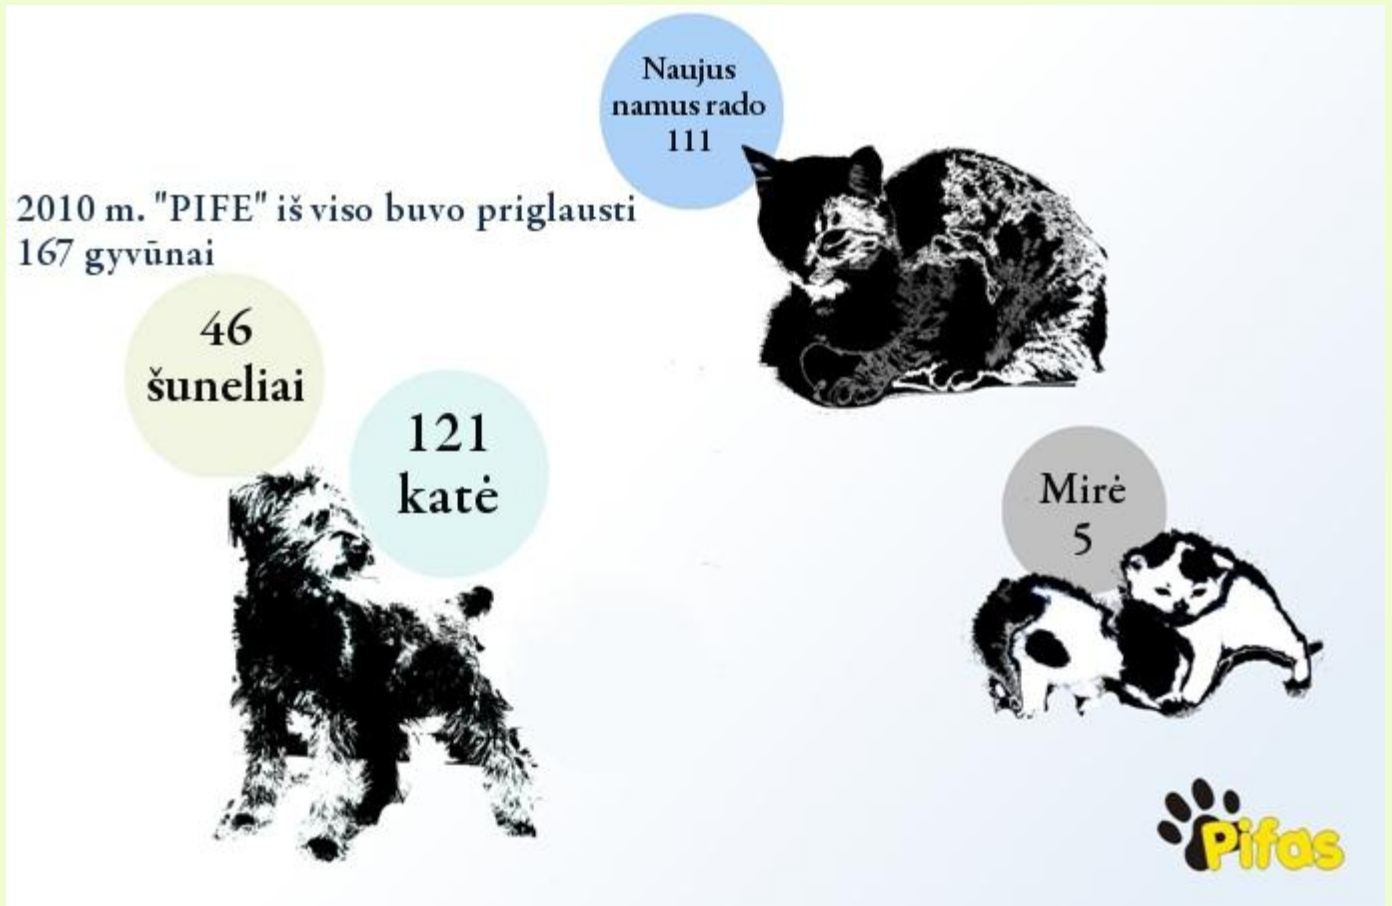 Naujus
namus rado
111
2010 m. "PIFE" iš viso buvo priglausti
167 gyvūnai
46
šuneliai
121
katė
Mirė
5
Pifas